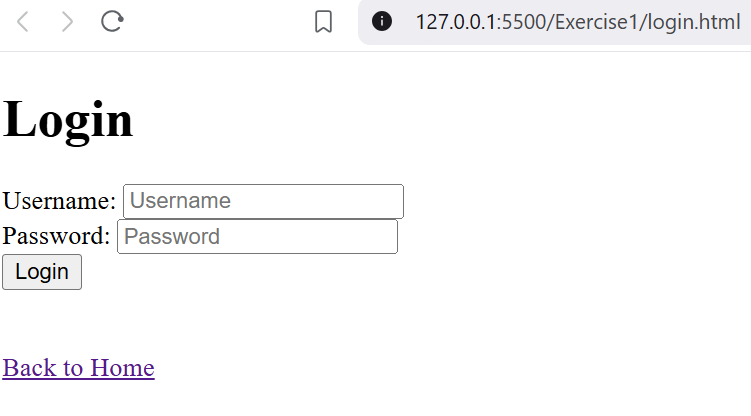 127.0.0.1:5500/Exercise1/login.html
Login
Username: Username
Password: Password
Login
Back to Home